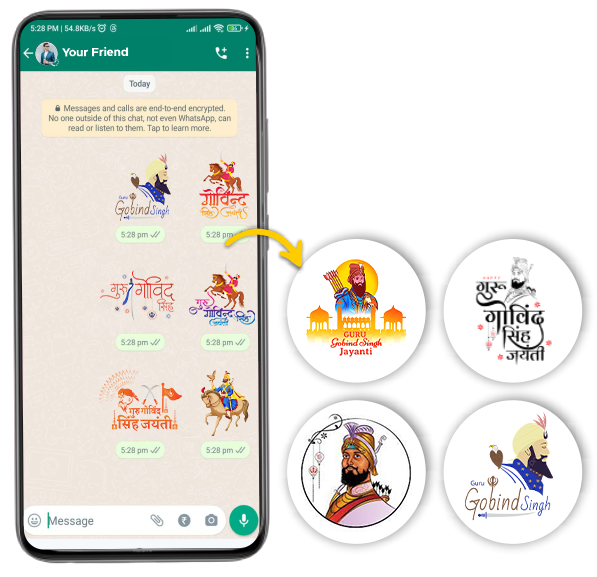 5:28 PM | 54.8KB/s
Your Friend
Today
Messages and calls are end-to-end encrypted.
No one outside of this chat, not even WhatsApp, can
read or listen to them. Tap to learn more.
Guru
Gobind Singh
5:28 pm
गोविन्द
सिंह जयंती
5:28 pm
गुरु गोविंद
सिंह
5:28 pm
गुरु
गोविंद सिंह
5:28 pm
गुरु गोविंद
सिंह जयंती
5:28 pm
5:28 pm
Message
GURU
Gobind Singh
Jayanti
HAPPY
गुरू
गोविंद
सिंह
जयंती
Guru
Gobind Singh